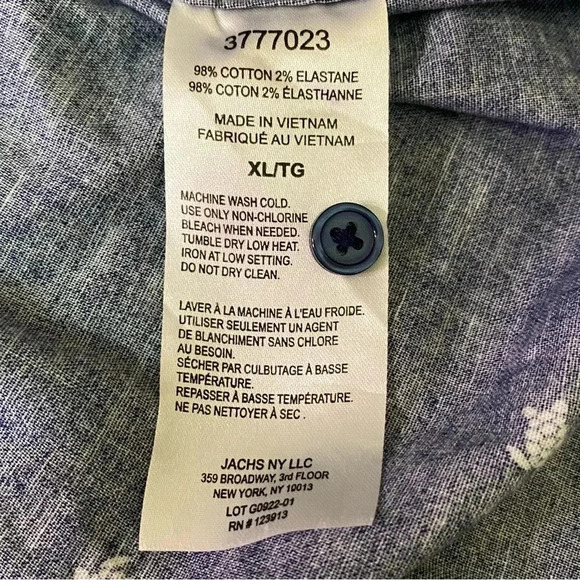 3777023
98% COTTON 2% ELASTANE
98% COTON 2% ÉLASTHANNE
MADE IN VIETNAM
FABRIQUÉ AU VIETNAM
XL/TG
MACHINE WASH COLD.
USE ONLY NON-CHLORINE
BLEACH WHEN NEEDED.
TUMBLE DRY LOW HEAT.
IRON AT LOW SETTING.
DO NOT DRY CLEAN.
LAVER À LA MACHINE À L'EAU FROIDE.
UTILISER SEULEMENT UN AGENT
DE BLANCHIMENT SANS CHLORE
AU BESOIN.
SÉCHER PAR CULBUTAGE À BASSE
TEMPÉRATURE.
REPASSER À BASSE TEMPÉRATURE.
NE PAS NETTOYER À SEC .
JACHS NY LLC
359 BROADWAY, 3rd FLOOR
NEW YORK, NY 10013
LOT G0922-01
RN # 123913